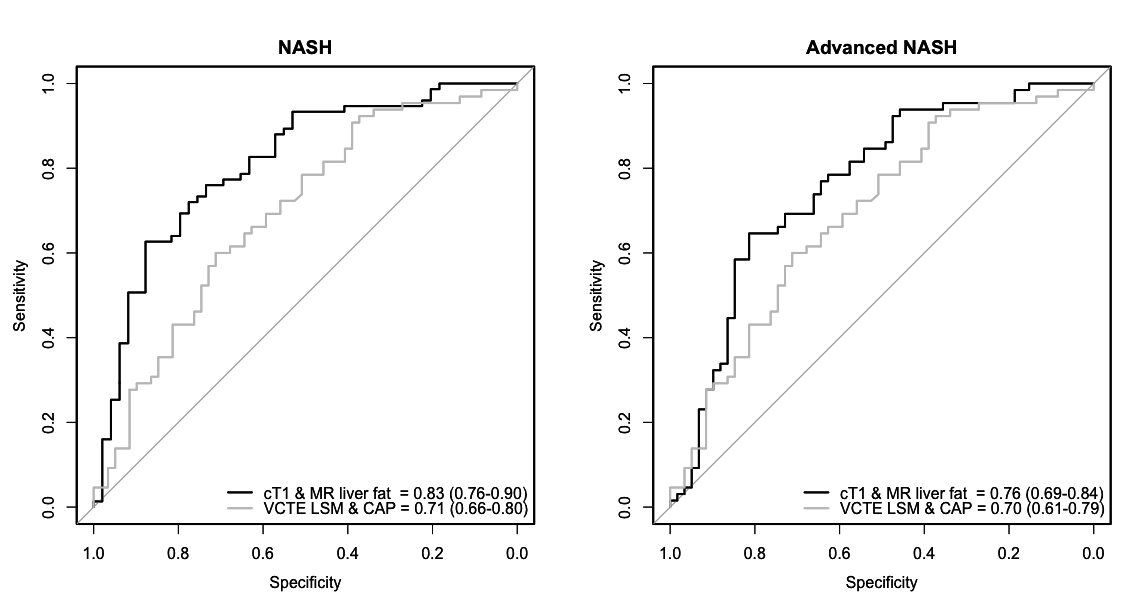 NASH
1.0
0.8
0.6
0.4
0.2
0.0
Sensitivity
cT1 & MR liver fat = 0.83 (0.76-0.90)
VCTE LSM & CAP = 0.71 (0.66-0.80)
1.0 0.8 0.6 0.4 0.2 0.0
Specificity
Advanced NASH
1.0
0.8
0.6
0.4
0.2
0.0
Sensitivity
cT1 & MR liver fat = 0.76 (0.69-0.84)
VCTE LSM & CAP = 0.70 (0.61-0.79)
1.0 0.8 0.6 0.4 0.2 0.0
Specificity